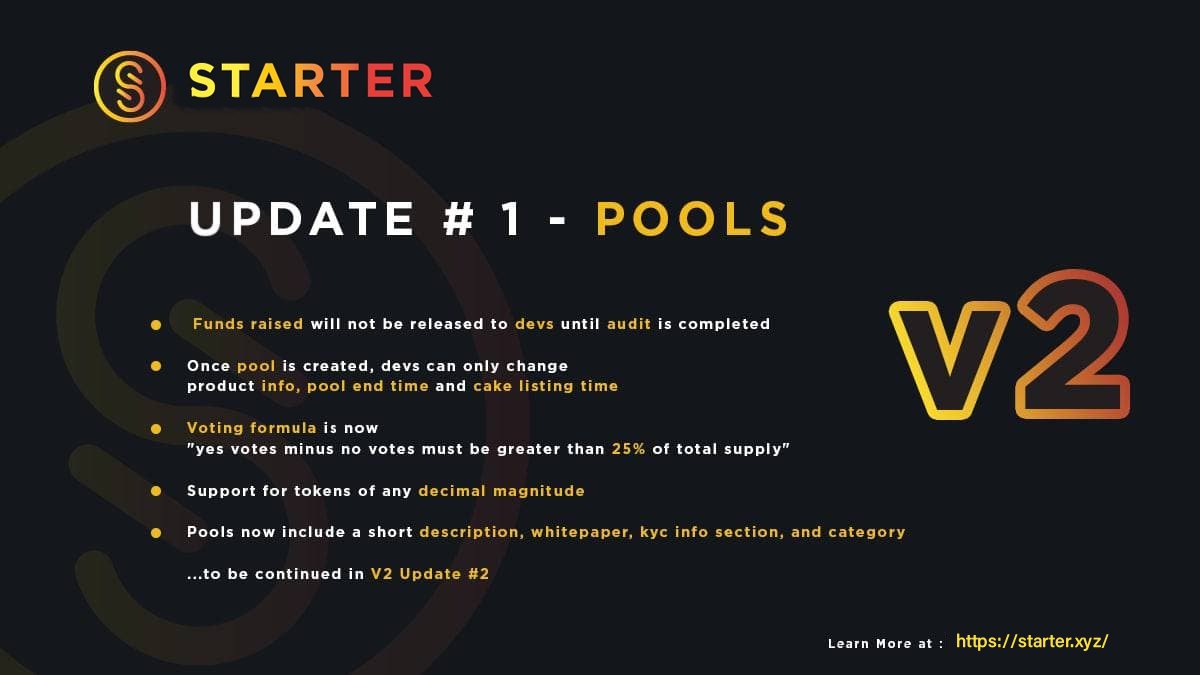 STARTER
UPDATE # 1 - POOLS
Funds raised will not be released to devs until audit is completed
Once pool is created, devs can only change
product info, pool end time and cake listing time
Voting formula is now
"yes votes minus no votes must be greater than 25% of total supply"
Support for tokens of any decimal magnitude
Pools now include a short description, whitepaper, kyc info section, and category
...to be continued in V2 Update #2
v2
Learn More at : https://starter.xyz/